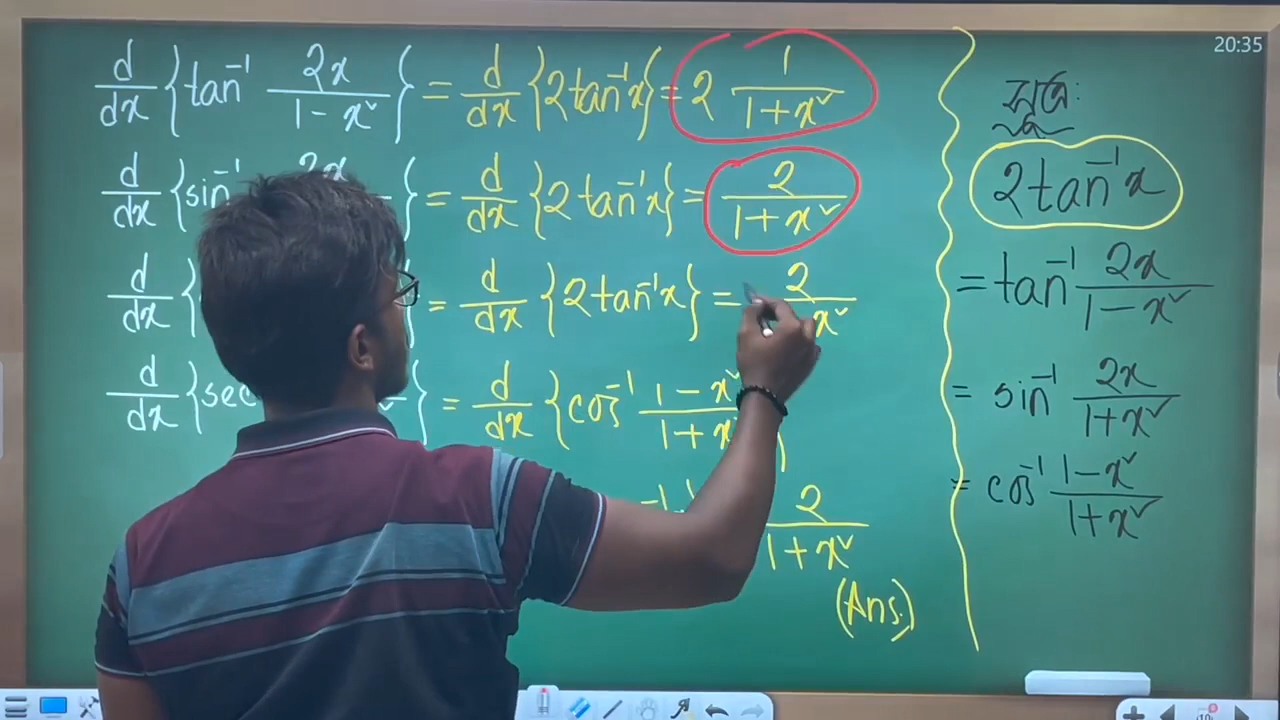 20:35
d/dx {tan⁻¹ 2x/(1 - x²)} = d/dx {2tan⁻¹x} = 2 1/(1+x²)
d/dx {sin⁻¹ 2x = d/dx {2tan⁻¹x} = 2/(1+x²)
d/dx = d/dx {2tan⁻¹x} = 2/ x²
d/dx {sec } = d/dx {cos⁻¹ (1-x²)/(1+x²)
2/(1+x²)
(Ans.)
সূত্র:
2tan⁻¹x
= tan⁻¹ 2x/(1-x²)
= sin⁻¹ 2x/(1+x²)
= cos⁻¹ (1-x²)/(1+x²)